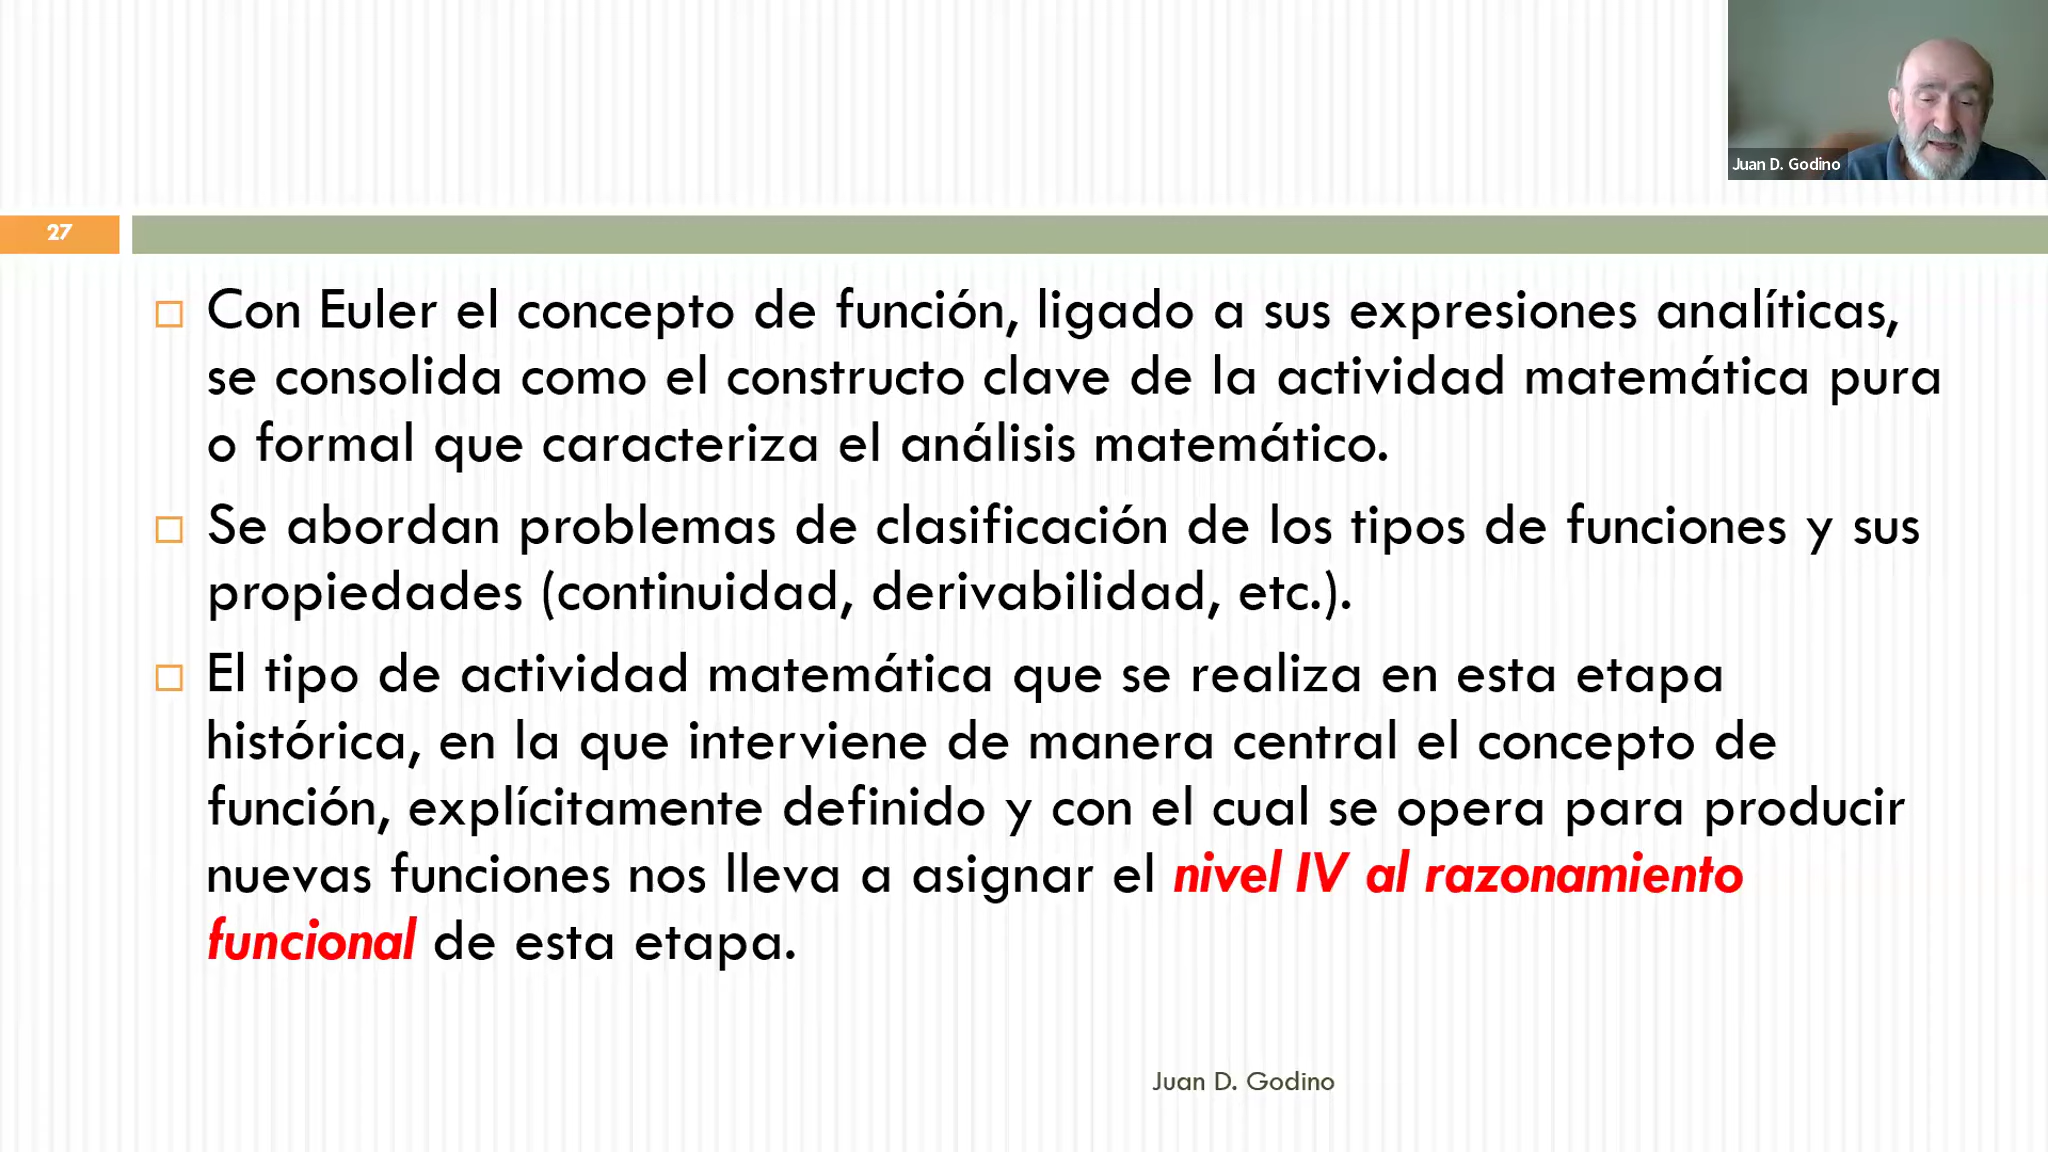 Juan D. Godino
27
Con Euler el concepto de función, ligado a sus expresiones analíticas,
se consolida como el constructo clave de la actividad matemática pura
o formal que caracteriza el análisis matemático.
Se abordan problemas de clasificación de los tipos de funciones y sus
propiedades (continuidad, derivabilidad, etc.).
El tipo de actividad matemática que se realiza en esta etapa
histórica, en la que interviene de manera central el concepto de
función, explícitamente definido y con el cual se opera para producir
nuevas funciones nos lleva a asignar el nivel IV al razonamiento
funcional de esta etapa.
Juan D. Godino